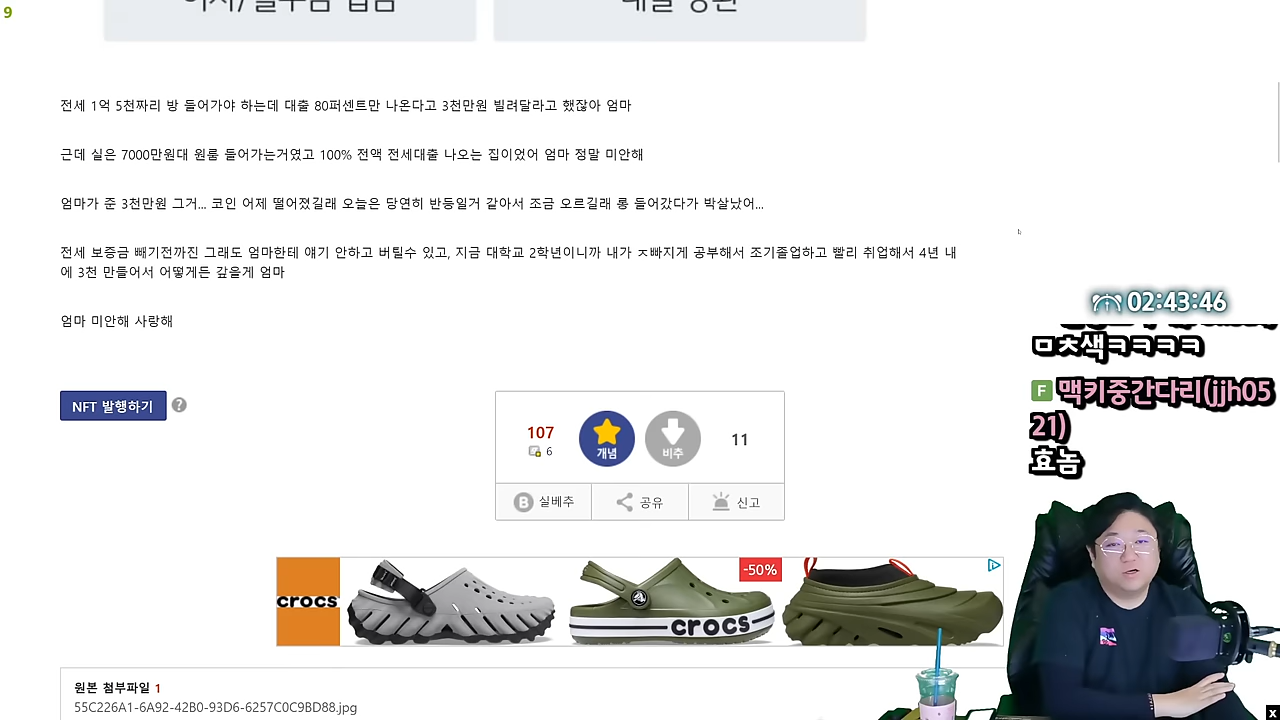 9
전세 1억 5천짜리 방 들어가야 하는데 대출 80퍼센트만 나온다고 3천만원 빌려달라고 했잖아 엄마
근데 실은 7000만원대 원룸 들어가는거였고 100% 전액 전세대출 나오는 집이었어 엄마 정말 미안해
엄마가 준 3천만원 그거... 코인 어제 떨어졌길래 오늘은 당연히 반등일거 같아서 조금 오르길래 롱 들어갔다가 박살났어...
전세 보증금 빼기전까진 그래도 엄마한테 얘기 안하고 버틸수 있고, 지금 대학교 2학년이니까 내가 ㅈ빠지게 공부해서 조기졸업하고 빨리 취업해서 4년 내
에 3천 만들어서 어떻게든 갚을게 엄마
엄마 미안해 사랑해
02:43:46
ㅁㅊ색ㅋㅋㅋㅋ
F 맥키중간다리(jjh05
21)
효놈
NFT 발행하기 ?
107
6
개념
비추
11
B 실베추
공유
신고
crocs
-50%
crocs
원본 첨부파일 1
55C226A1-6A92-42B0-93D6-6257C0C9BD88.jpg
x